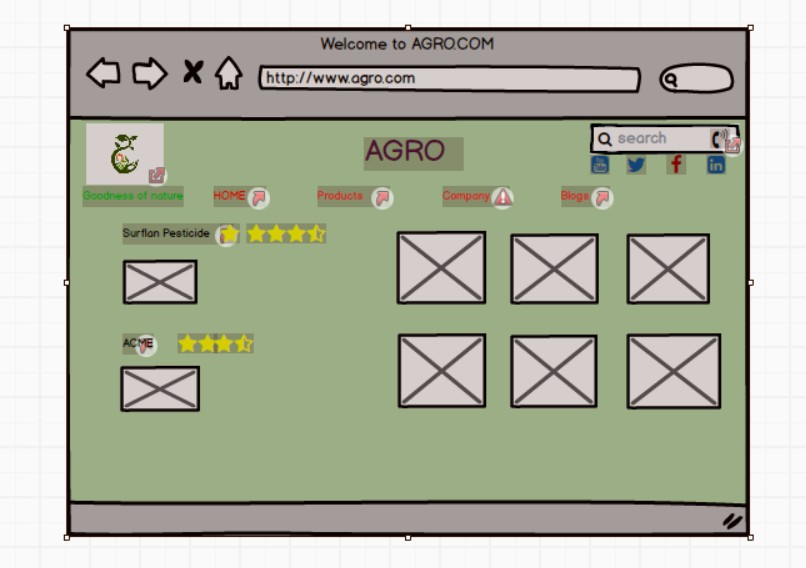 Welcome to AGRO.COM
http://www.agro.com
AGRO
search
Goodness of nature
HOME
Products
Company
Blogs
Surflan Pesticide
ACME